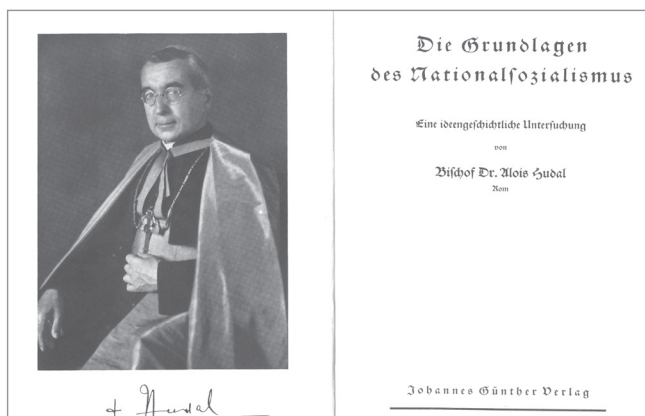 † Hudal
Die Grundlagen
des Nationalſozialismus
Eine ideengeſchichtliche Unterſuchung
von
Biſchof Dr. Alois Hudal
Rom
Johannes Günther Verlag